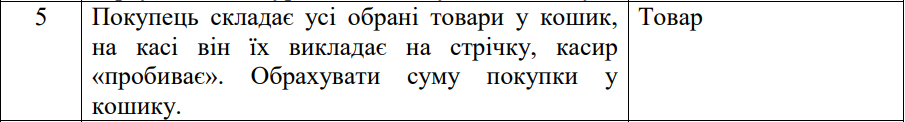 5 Покупець складає усі обрані товари у кошик, Товар
на касі він їх викладає на стрічку, касир
«пробиває». Обрахувати суму покупки у
кошику.